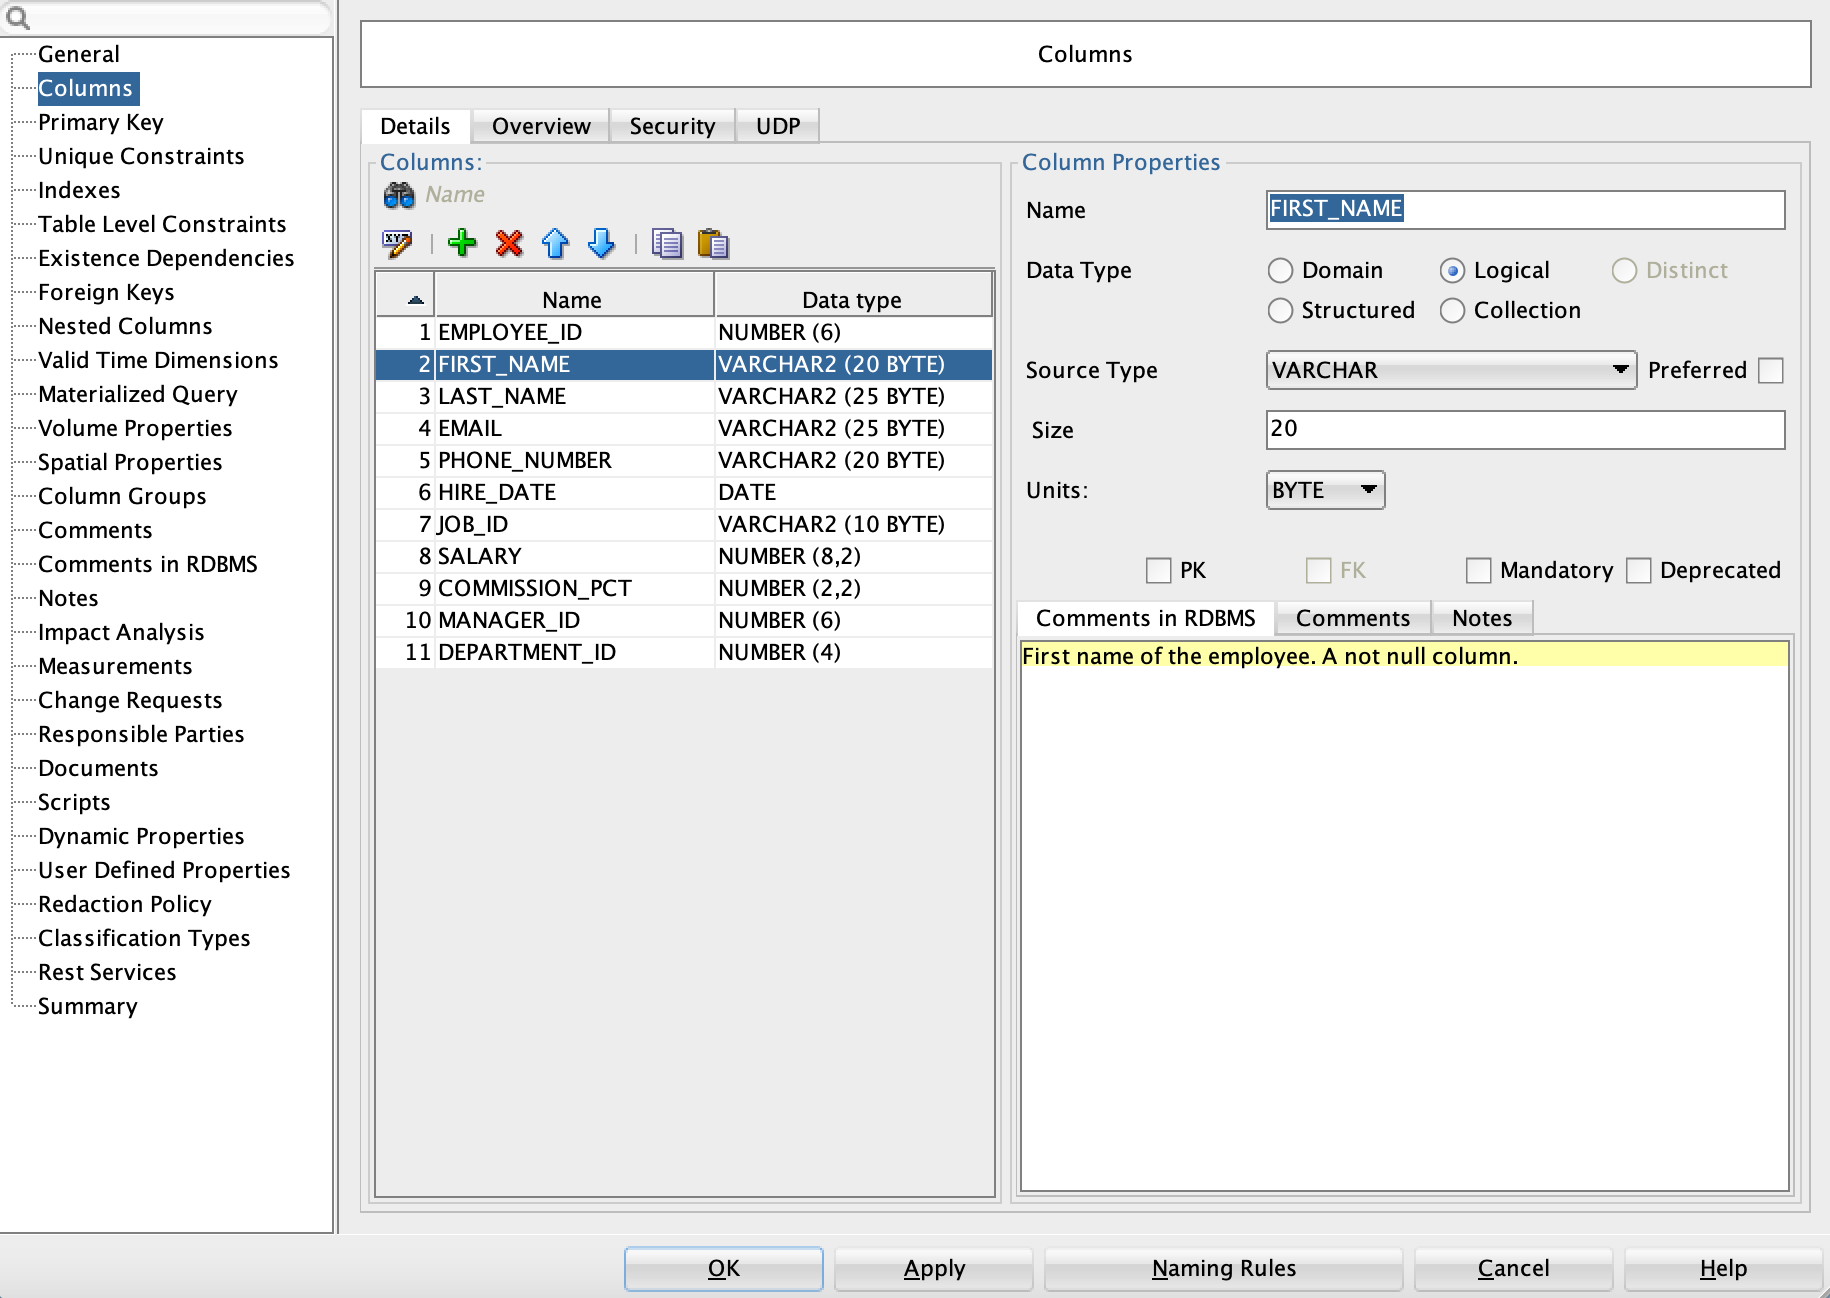 General
Columns
Primary Key
Unique Constraints
Indexes
Table Level Constraints
Existence Dependencies
Foreign Keys
Nested Columns
Valid Time Dimensions
Materialized Query
Volume Properties
Spatial Properties
Column Groups
Comments
Comments in RDBMS
Notes
Impact Analysis
Measurements
Change Requests
Responsible Parties
Documents
Scripts
Dynamic Properties
User Defined Properties
Redaction Policy
Classification Types
Rest Services
Summary
Columns
Details Overview Security UDP
Columns:
Name
XYZ
Name Data type
1 EMPLOYEE_ID NUMBER (6)
2 FIRST_NAME VARCHAR2 (20 BYTE)
3 LAST_NAME VARCHAR2 (25 BYTE)
4 EMAIL VARCHAR2 (25 BYTE)
5 PHONE_NUMBER VARCHAR2 (20 BYTE)
6 HIRE_DATE DATE
7 JOB_ID VARCHAR2 (10 BYTE)
8 SALARY NUMBER (8,2)
9 COMMISSION_PCT NUMBER (2,2)
10 MANAGER_ID NUMBER (6)
11 DEPARTMENT_ID NUMBER (4)
Column Properties
Name FIRST_NAME
Data Type Domain Logical Distinct
Structured Collection
Source Type VARCHAR Preferred
Size 20
Units: BYTE
PK FK Mandatory Deprecated
Comments in RDBMS Comments Notes
First name of the employee. A not null column.
OK Apply Naming Rules Cancel Help